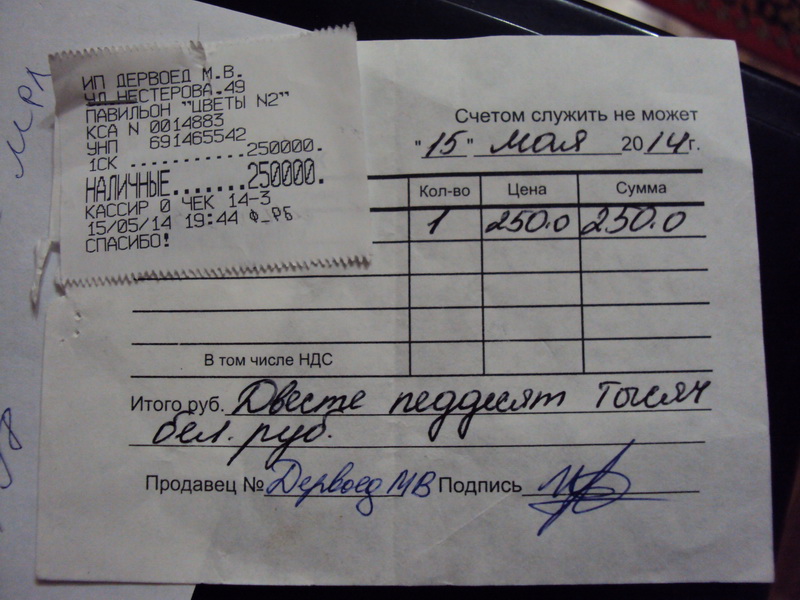 ИП ДЕРВОЕД М.В.
УЛ.НЕСТЕРОВА.49
ПАВИЛЬОН "ЦВЕТЫ N2"
КСА N 0014883
УНП 691465542
1СК ............250000.
НАЛИЧНЫЕ.......250000.
КАССИР 0 ЧЕК 14-3
15/05/14 19:44 Ф_РБ
СПАСИБО!
Счетом служить не может
"15" Мая 2014г.
Кол-во Цена Сумма
1 250.0 250.0
В том числе НДС
Итого руб. Двести педдесят тысяч
бел. руб.
Продавец № Дервоед МВ Подпись